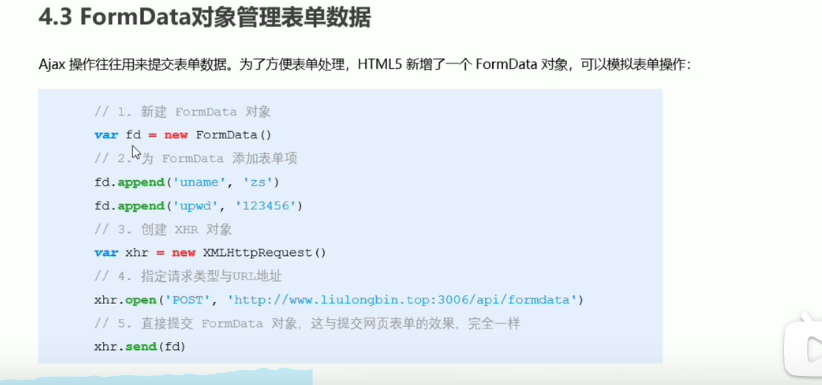 4.3 FormData对象管理表单数据
Ajax 操作往往用来提交表单数据。为了方便表单处理，HTML5 新增了一个 FormData 对象，可以模拟表单操作：
// 1. 新建 FormData 对象
var fd = new FormData()
// 2. 为 FormData 添加表单项
fd.append('uname', 'zs')
fd.append('upwd', '123456')
// 3. 创建 XHR 对象
var xhr = new XMLHttpRequest()
// 4. 指定请求类型与URL地址
xhr.open('POST', 'http://www.liulongbin.top:3006/api/formdata')
// 5. 直接提交 FormData 对象，这与提交网页表单的效果，完全一样
xhr.send(fd)